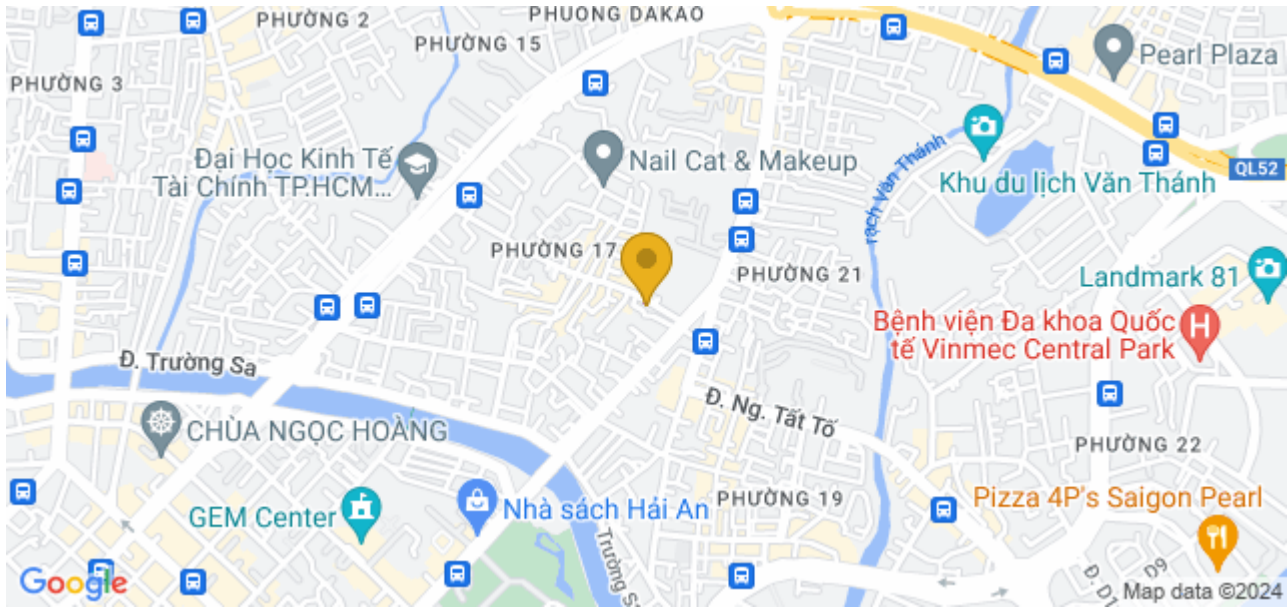 PHƯỜNG 2
PHUONG DAKAO
PHƯỜNG 15
Pearl Plaza
PHƯỜNG 3
Đại Học Kinh Tế
Tài Chính TP.HCM...
Nail Cat & Makeup
rạch Văn Thánh
Khu du lịch Văn Thánh
QL52
PHƯỜNG 17
PHƯỜNG 21
Landmark 81
Bệnh viện Đa khoa Quốc
tế Vinmec Central Park
H
Đ. Trường Sa
Đ. Ng. Tất Tố
CHÙA NGỌC HOÀNG
PHƯỜNG 22
GEM Center
Nhà sách Hải An
PHƯỜNG 19
Pizza 4P's Saigon Pearl
Trường Sa
D9
Google
Map data ©2024